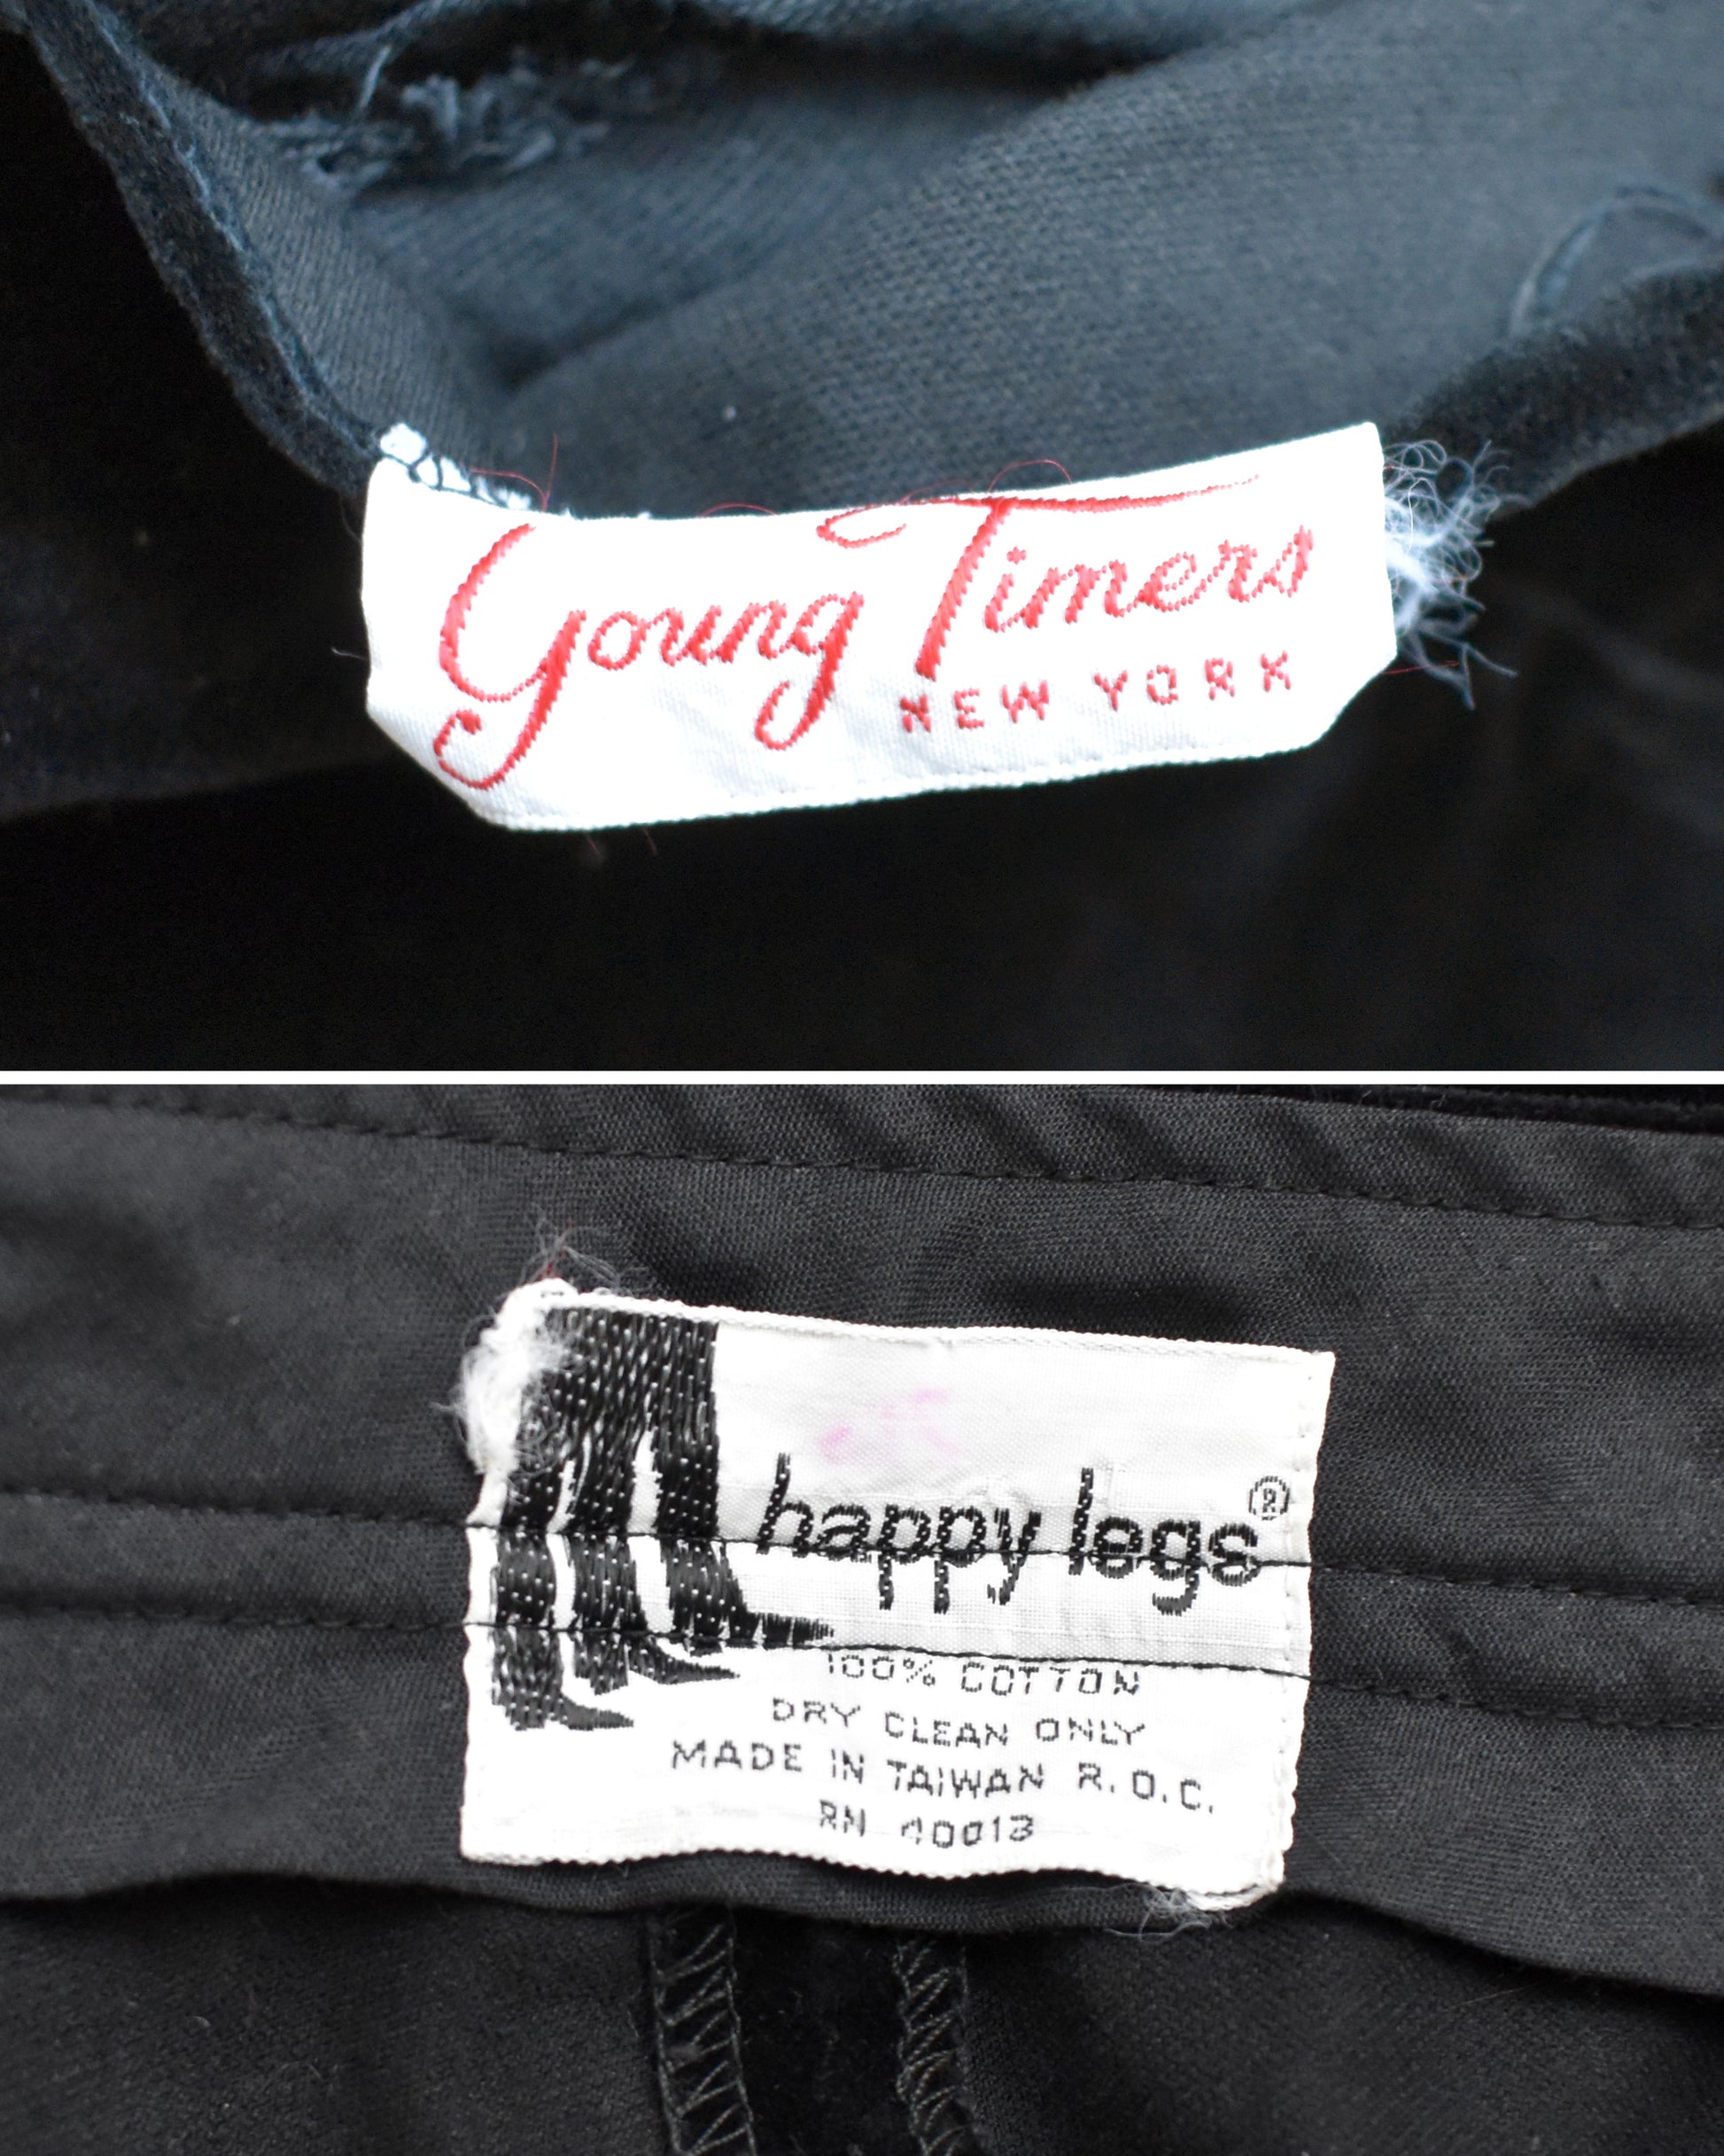 Young Timers
NEW YORK
happy legs®
100% COTTON
DRY CLEAN ONLY
MADE IN TAIWAN R.O.C.
RN 40013